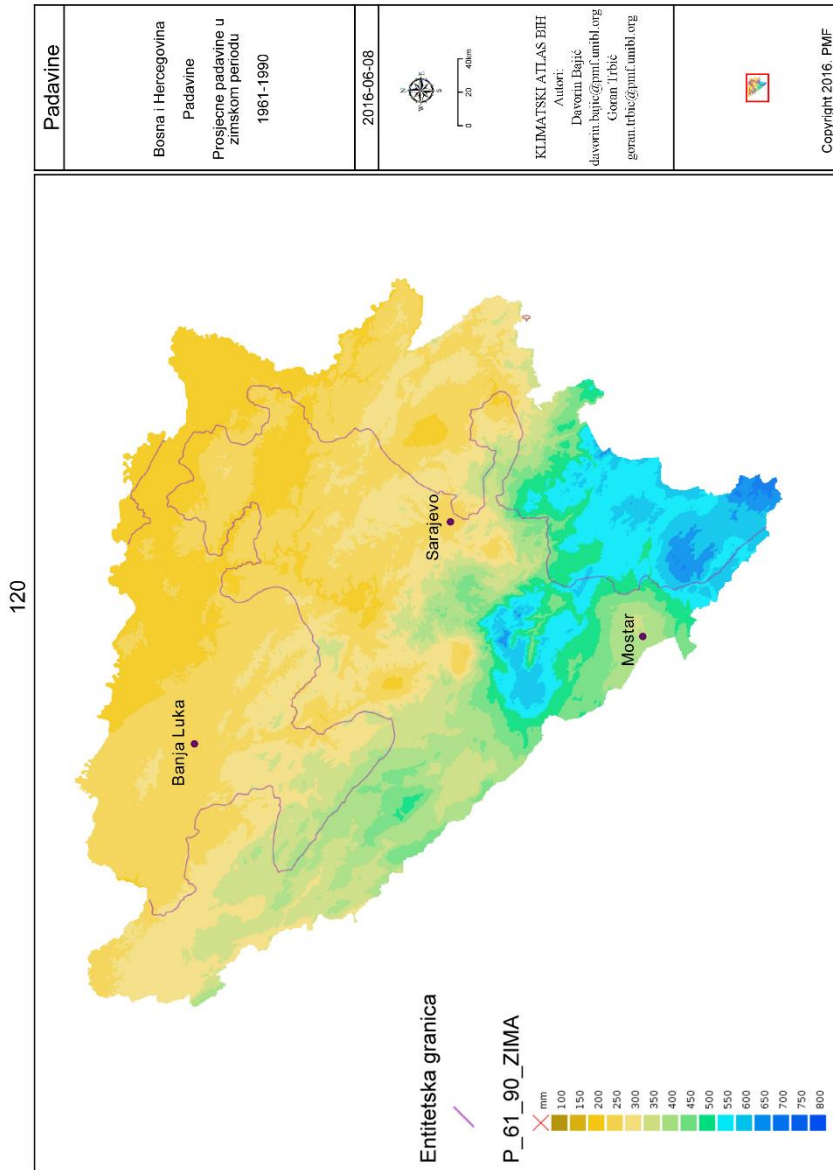 120
Banja Luka
Sarajevo
Mostar
Entitetska granica
P_61_90_ZIMA
mm
100
150
200
250
300
350
400
450
500
550
600
650
700
750
800
Padavine
Bosna i Hercegovina
Padavine
Prosjecne padavine u
zimskom periodu
1961-1990
2016-06-08
N
W
E
S
0 20 40km
KLIMATSKI ATLAS BIH
Autori:
Davorin Bajić
davorin.bajic@pmf.unibl.org
Goran Trbić
goran.trbic@pmf.unibl.org
Copyright 2016. PMF